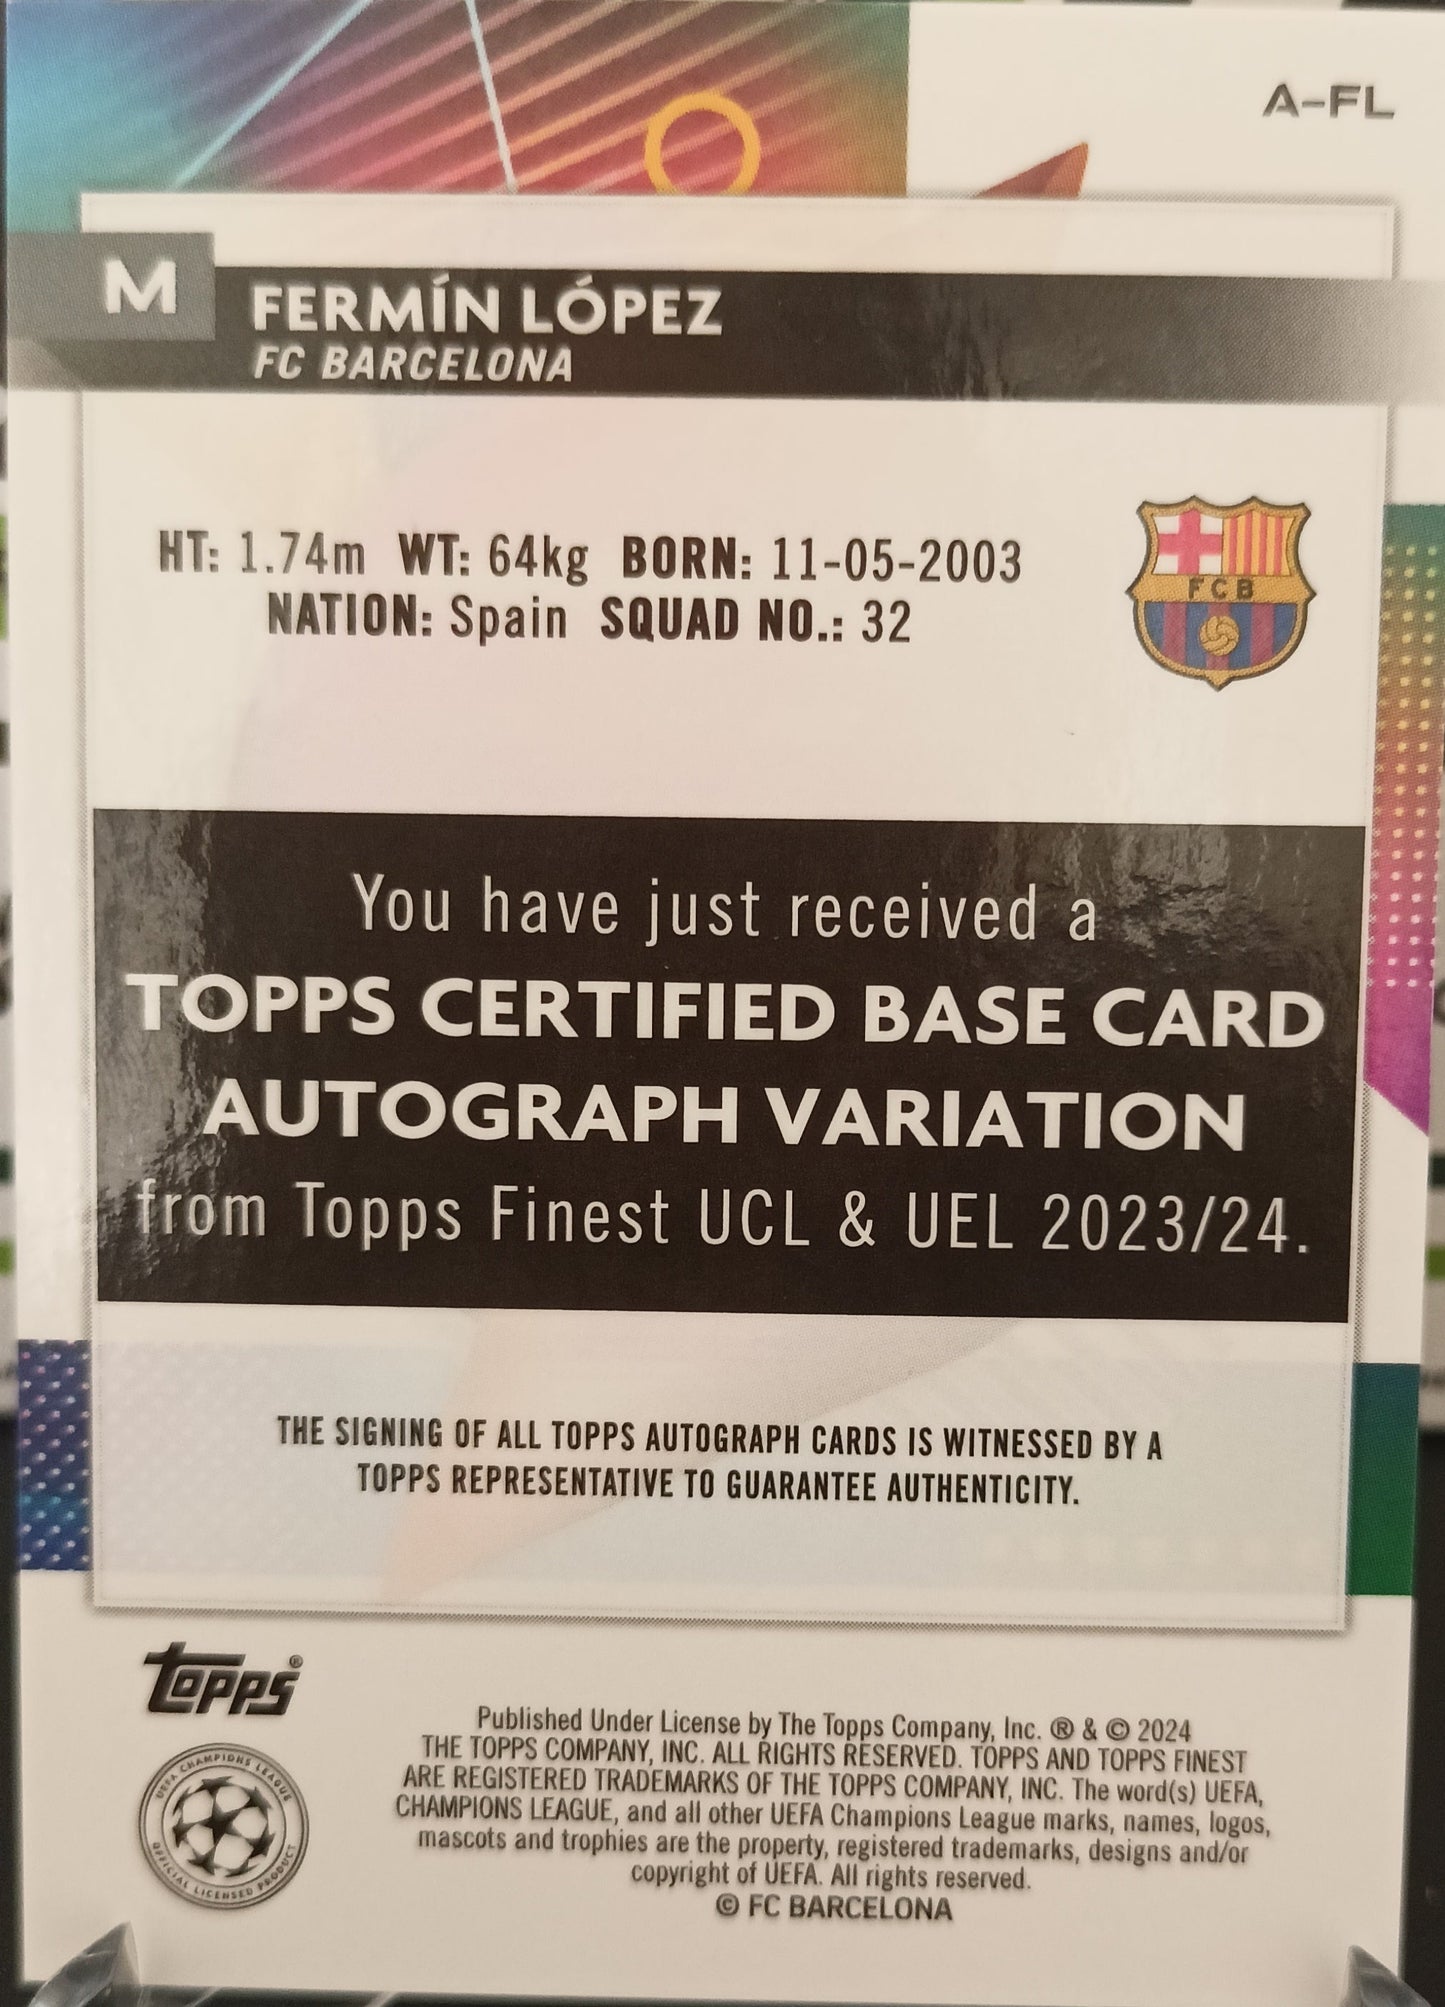 A-FL
M
FERMÍN LÓPEZ
FC BARCELONA
HT: 1.74m WT: 64kg BORN: 11-05-2003
NATION: Spain SQUAD NO.: 32
FCB
You have just received a
TOPPS CERTIFIED BASE CARD
AUTOGRAPH VARIATION
from Topps Finest UCL & UEL 2023/24.
THE SIGNING OF ALL TOPPS AUTOGRAPH CARDS IS WITNESSED BY A
TOPPS REPRESENTATIVE TO GUARANTEE AUTHENTICITY.
Topps®
UEFA CHAMPIONS LEAGUE
OFFICIAL LICENSED PRODUCT
Published Under License by The Topps Company, Inc. ® & © 2024
THE TOPPS COMPANY, INC. ALL RIGHTS RESERVED. TOPPS AND TOPPS FINEST
ARE REGISTERED TRADEMARKS OF THE TOPPS COMPANY, INC. The word(s) UEFA,
CHAMPIONS LEAGUE, and all other UEFA Champions League marks, names, logos,
mascots and trophies are the property, registered trademarks, designs and/or
copyright of UEFA. All rights reserved.
© FC BARCELONA